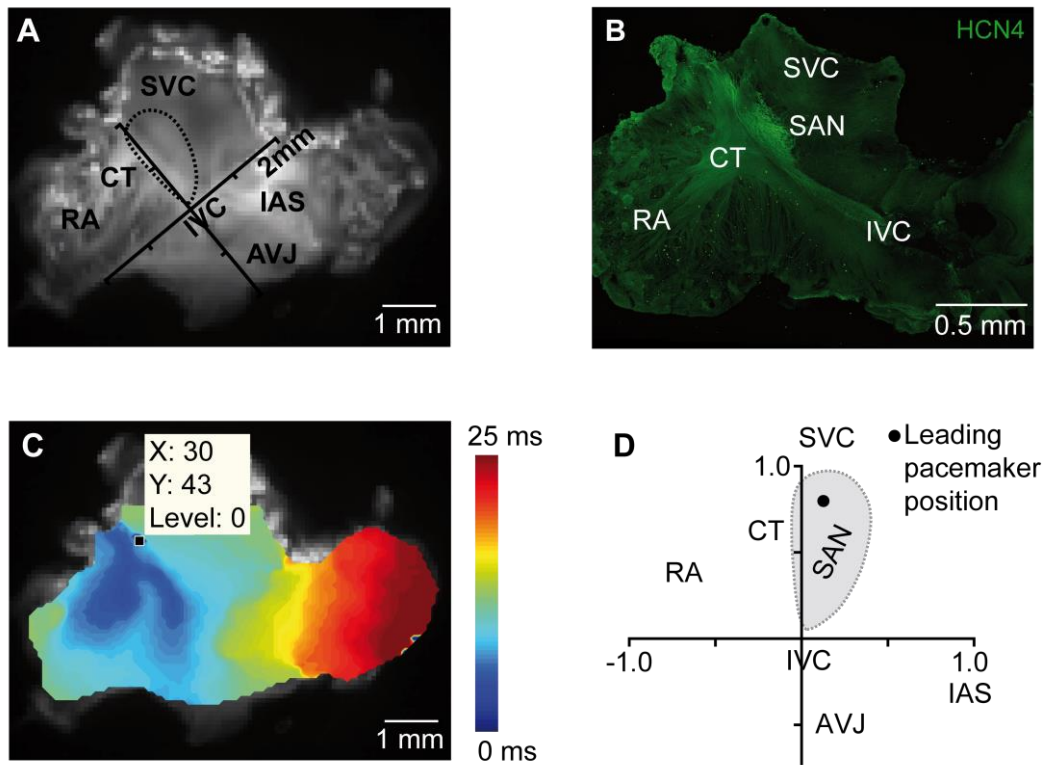 A
SVC
2mm
CT
IAS
RA
IVC
AVJ
1 mm
B
HCN4
SVC
SAN
CT
RA
IVC
0.5 mm
C
X: 30
Y: 43
Level: 0
1 mm
25 ms
0 ms
D
SVC
Leading
pacemaker
position
1.0
CT
SAN
RA
-1.0
IVC
1.0
IAS
AVJ